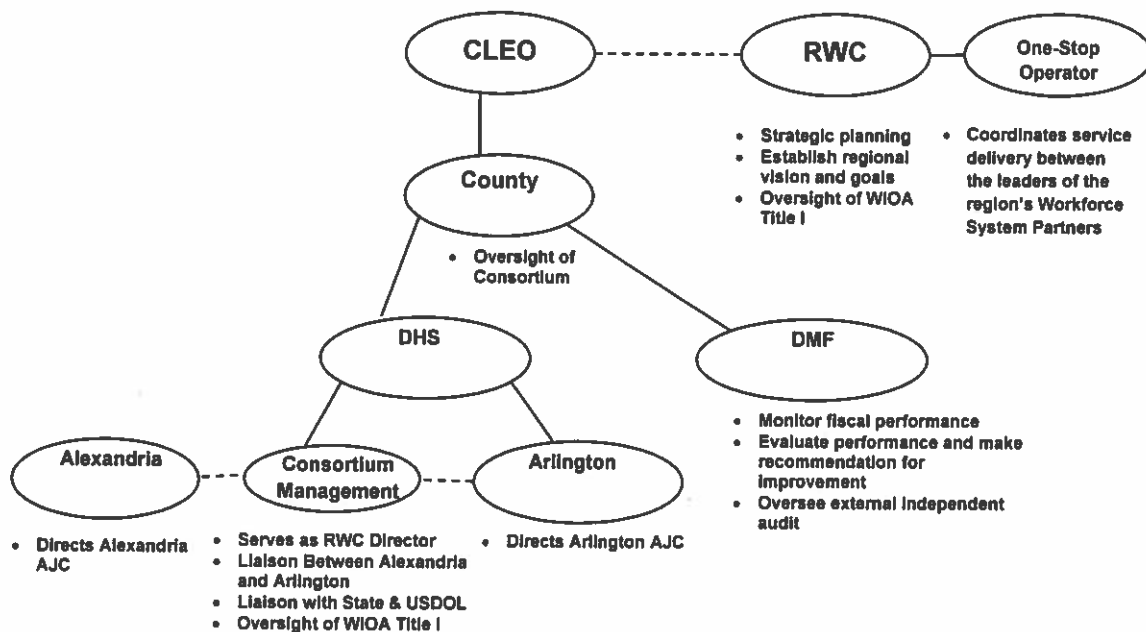 CLEO
RWC
One-Stop
Operator
• Strategic planning
• Establish regional
vision and goals
• Oversight of WIOA
Title I
• Coordinates service
delivery between
the leaders of the
region's Workforce
System Partners
County
• Oversight of
Consortium
DHS
DMF
• Monitor fiscal performance
• Evaluate performance and make
recommendation for
improvement
• Oversee external independent
audit
Alexandria
Consortium
Management
Arlington
• Directs Alexandria
AJC
• Serves as RWC Director
• Liaison Between Alexandria
and Arlington
• Liaison with State & USDOL
• Oversight of WIOA Title I
• Directs Arlington AJC